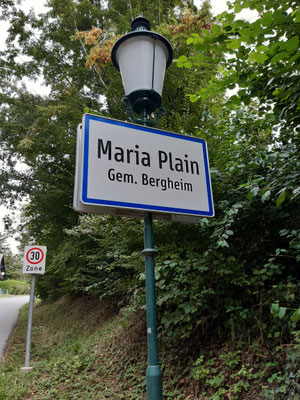 Maria Plain
Gem. Bergheim
30
Zone